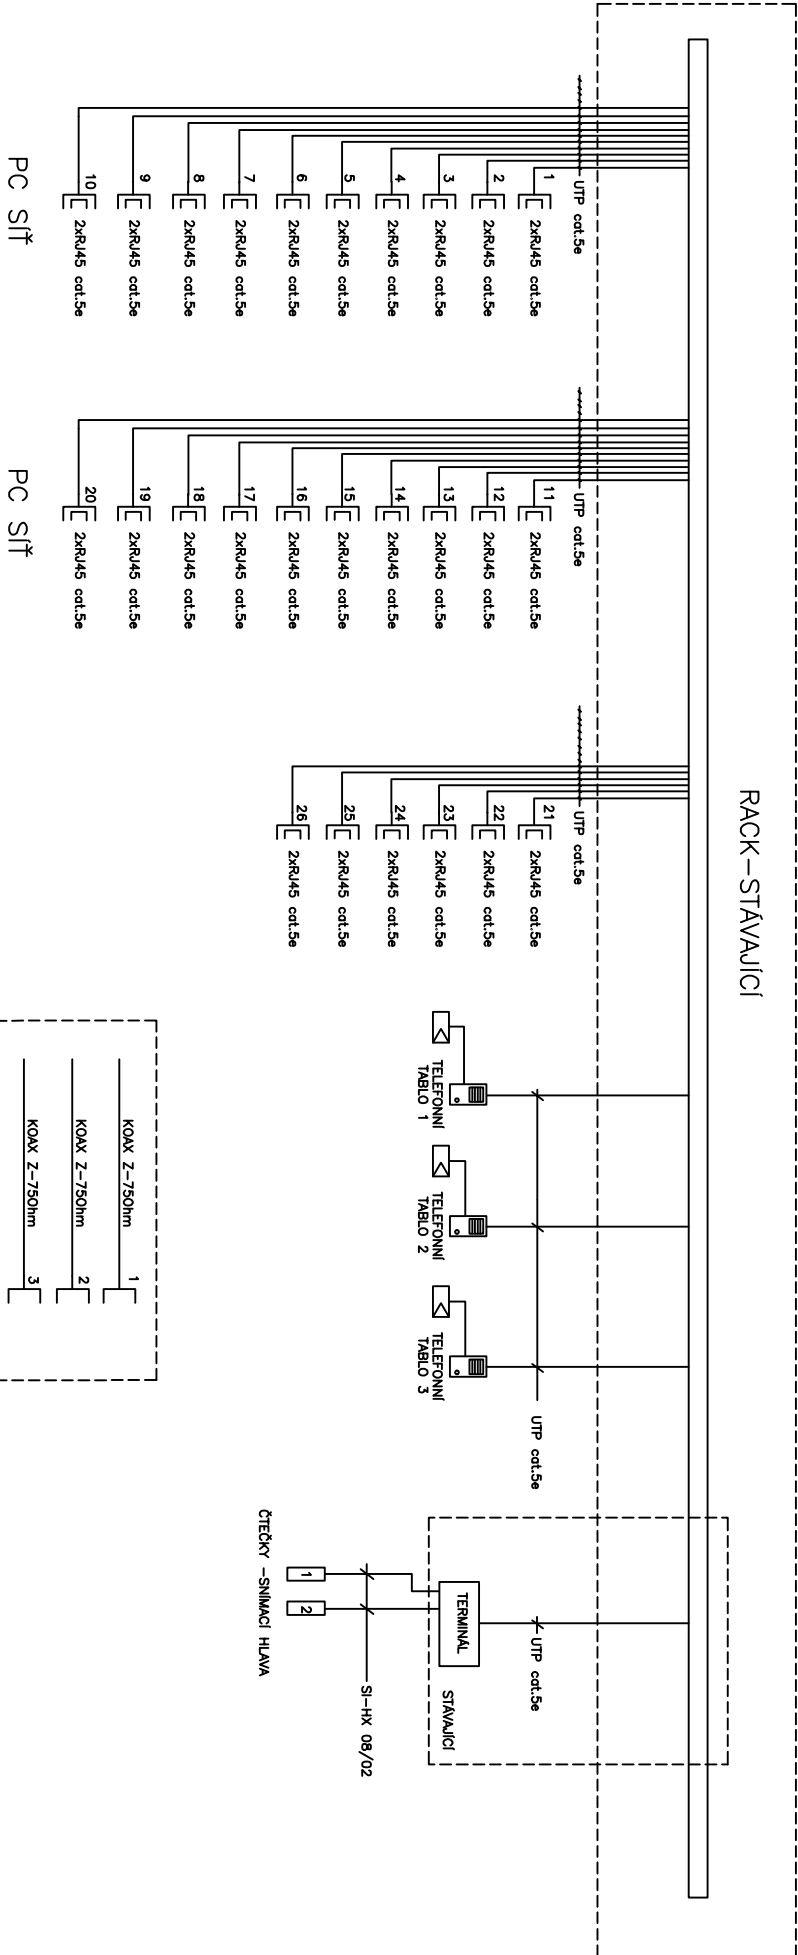 RACK-STÁVAJÍCÍ
UTP cat.5e
1
2xRJ45 cat.5e
2
2xRJ45 cat.5e
3
2xRJ45 cat.5e
4
2xRJ45 cat.5e
5
2xRJ45 cat.5e
6
2xRJ45 cat.5e
7
2xRJ45 cat.5e
8
2xRJ45 cat.5e
9
2xRJ45 cat.5e
10
2xRJ45 cat.5e
PC SÍŤ
UTP cat.5e
11
2xRJ45 cat.5e
12
2xRJ45 cat.5e
13
2xRJ45 cat.5e
14
2xRJ45 cat.5e
15
2xRJ45 cat.5e
16
2xRJ45 cat.5e
17
2xRJ45 cat.5e
18
2xRJ45 cat.5e
19
2xRJ45 cat.5e
20
2xRJ45 cat.5e
PC SÍŤ
UTP cat.5e
21
2xRJ45 cat.5e
22
2xRJ45 cat.5e
23
2xRJ45 cat.5e
24
2xRJ45 cat.5e
25
2xRJ45 cat.5e
26
2xRJ45 cat.5e
TELEFONNÍ
TABLO 1
TELEFONNÍ
TABLO 2
TELEFONNÍ
TABLO 3
UTP cat.5e
UTP cat.5e
TERMINÁL
STÁVAJÍCÍ
SI-HX 08/02
1
2
ČTEČKY -SNÍMACÍ HLAVA
KOAX Z-75Ohm
1
KOAX Z-75Ohm
2
KOAX Z-75Ohm
3